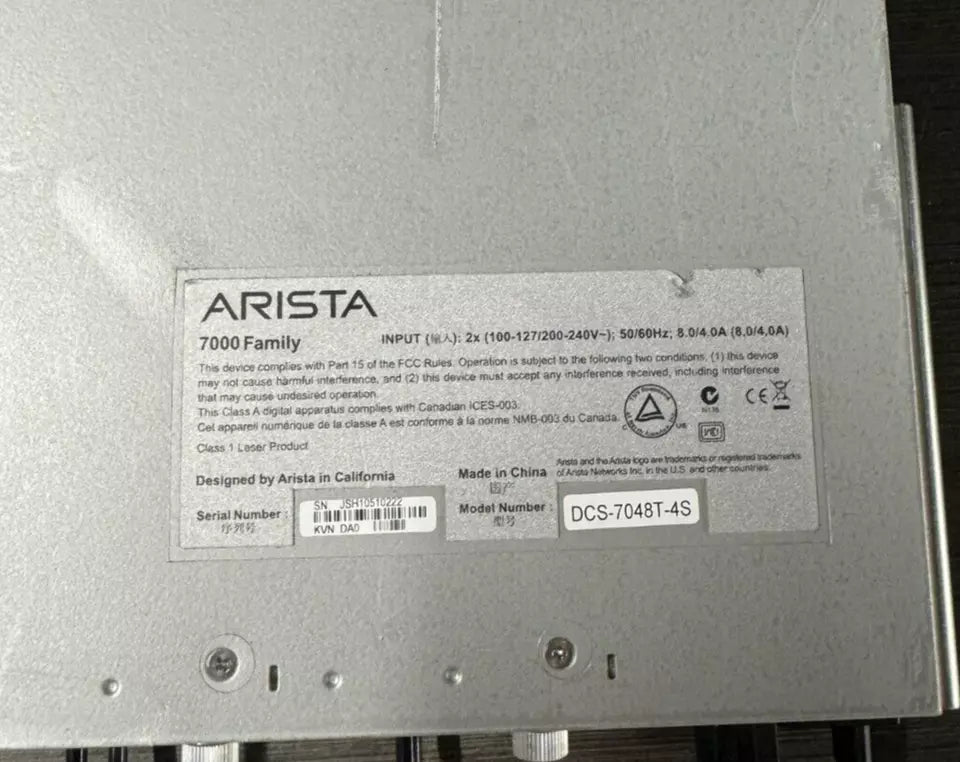 ARISTA
7000 Family
INPUT (输入): 2x (100-127/200-240V~); 50/60Hz; 8.0/4.0A (8,0/4,0A)
This device complies with Part 15 of the FCC Rules. Operation is subject to the following two conditions, (1) this device
may not cause harmful interference, and (2) this device must accept any interference received, including interference
that may cause undesired operation.
This Class A digital apparatus complies with Canadian ICES-003.
Cet appareil numérique de la classe A est conforme à la norme NMB-003 du Canada.
Class 1 Laser Product
C US
N136
CE
Arista and the Arista logo are trademarks or registered trademarks
of Arista Networks Inc. in the U.S. and other countries.
Designed by Arista in California
Made in China
国产
Serial Number :
序列号
SN JSH10510222
KVN DA0
Model Number :
型号
DCS-7048T-4S